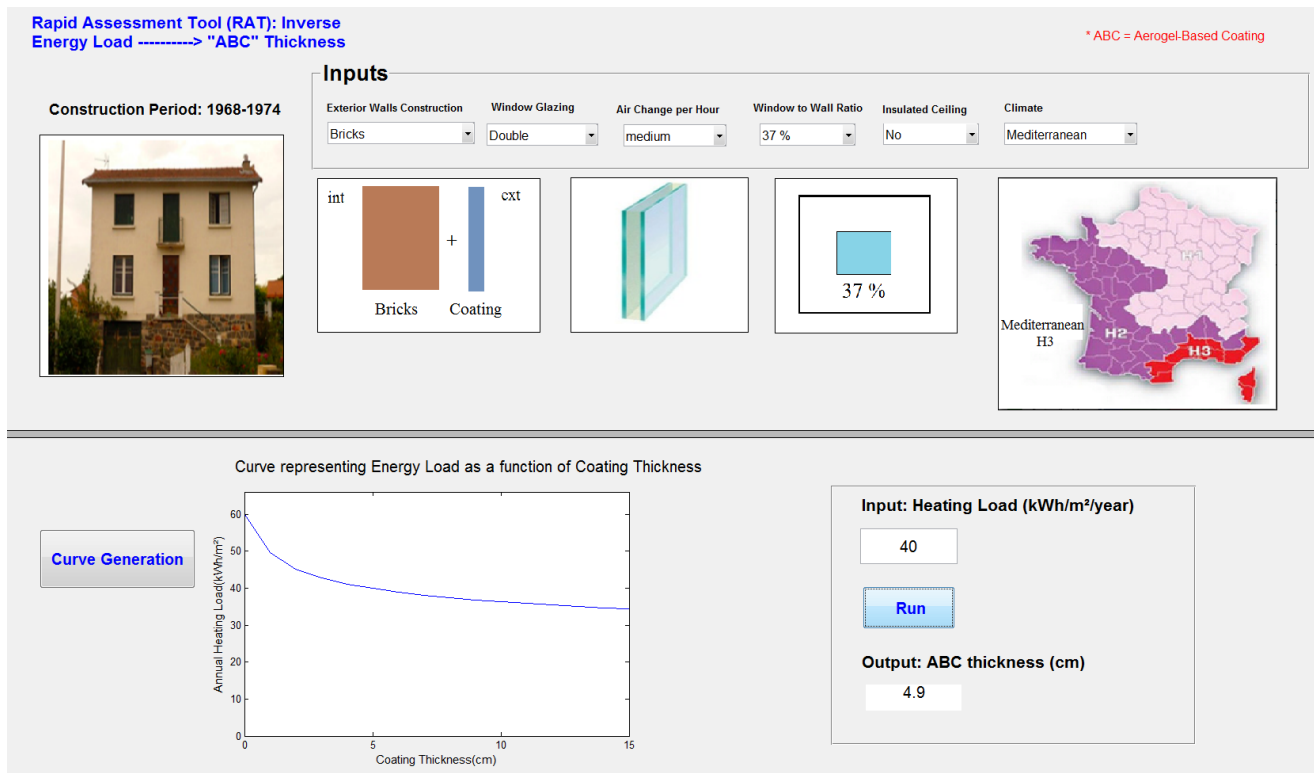 Rapid Assessment Tool (RAT): Inverse
Energy Load ----------> "ABC" Thickness
* ABC = Aerogel-Based Coating
Inputs
Construction Period: 1968-1974
Exterior Walls Construction
Window Glazing
Air Change per Hour
Window to Wall Ratio
Insulated Ceiling
Climate
Bricks
Double
medium
37 %
No
Mediterranean
int
ext
+
Bricks
Coating
37 %
H1
Mediterranean
H3
H2
H3
Curve representing Energy Load as a function of Coating Thickness
Curve Generation
Annual Heating Load(kWh/m²)
60
50
40
30
20
10
0
0
5
10
15
Coating Thickness(cm)
Input: Heating Load (kWh/m²/year)
40
Run
Output: ABC thickness (cm)
4.9